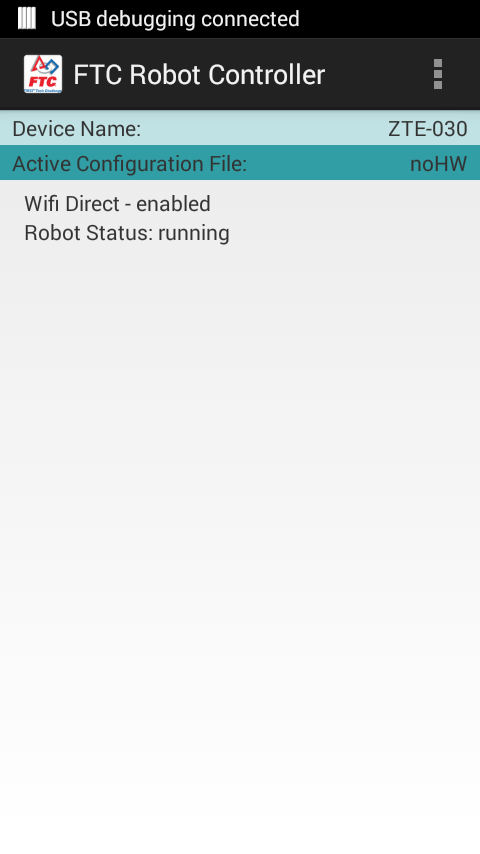 USB debugging connected
FTC
FTC Robot Controller
Device Name: ZTE-030
Active Configuration File: noHW
Wifi Direct - enabled
Robot Status: running